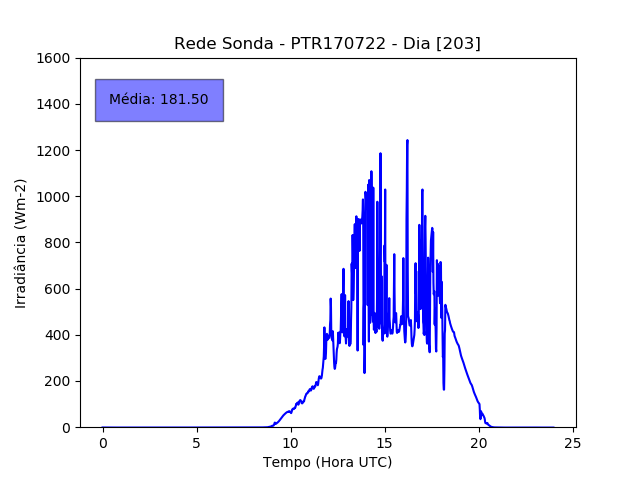 Rede Sonda - PTR170722 - Dia [203]
1600
1400
1200
1000
800
600
400
200
0
Média: 181.50
Irradiância (Wm-2)
0 5 10 15 20 25
Tempo (Hora UTC)